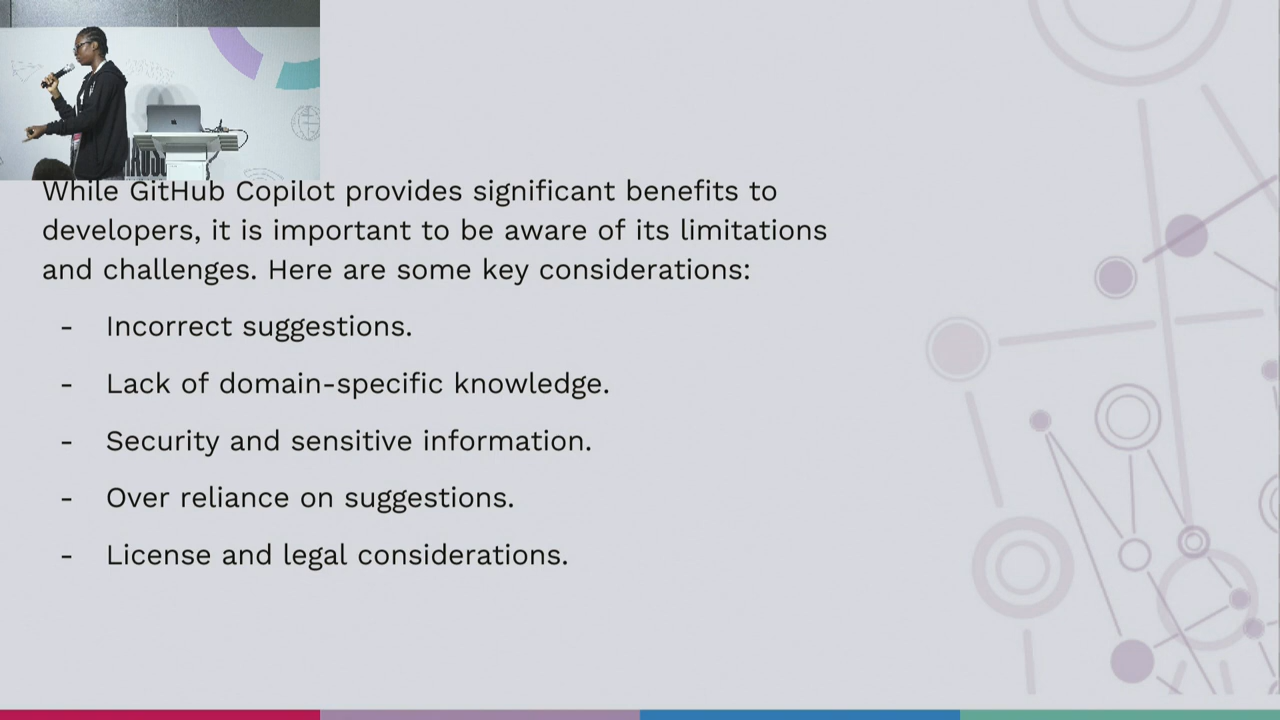 While GitHub Copilot provides significant benefits to
developers, it is important to be aware of its limitations
and challenges. Here are some key considerations:
- Incorrect suggestions.
- Lack of domain-specific knowledge.
- Security and sensitive information.
- Over reliance on suggestions.
- License and legal considerations.